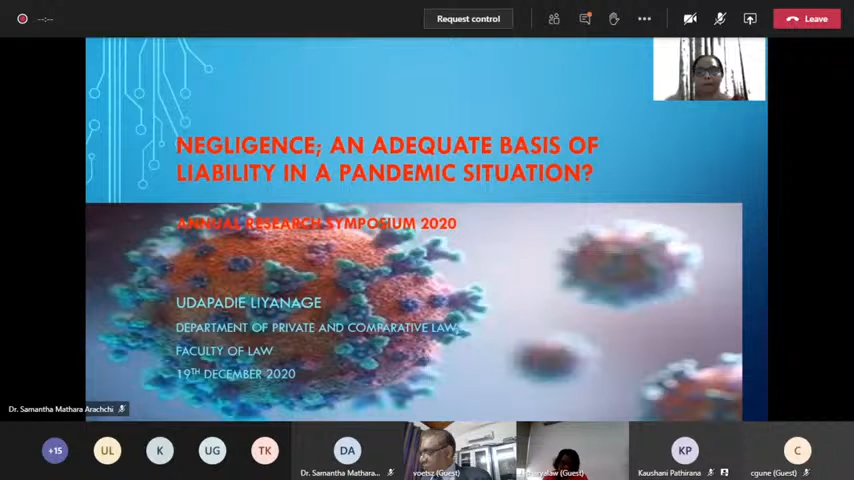 --:--
Request control
Leave
NEGLIGENCE; AN ADEQUATE BASIS OF
LIABILITY IN A PANDEMIC SITUATION?
ANNUAL RESEARCH SYMPOSIUM 2020
UDAPADIE LIYANAGE
DEPARTMENT OF PRIVATE AND COMPARATIVE LAW,
FACULTY OF LAW
19TH DECEMBER 2020
Dr. Samantha Mathara Arachchi
+15
UL
K
UG
TK
DA
KP
C
Dr. Samantha Mathara...
voetsz (Guest)
(Guest)
Kaushani Pathirana
cgune (Guest)